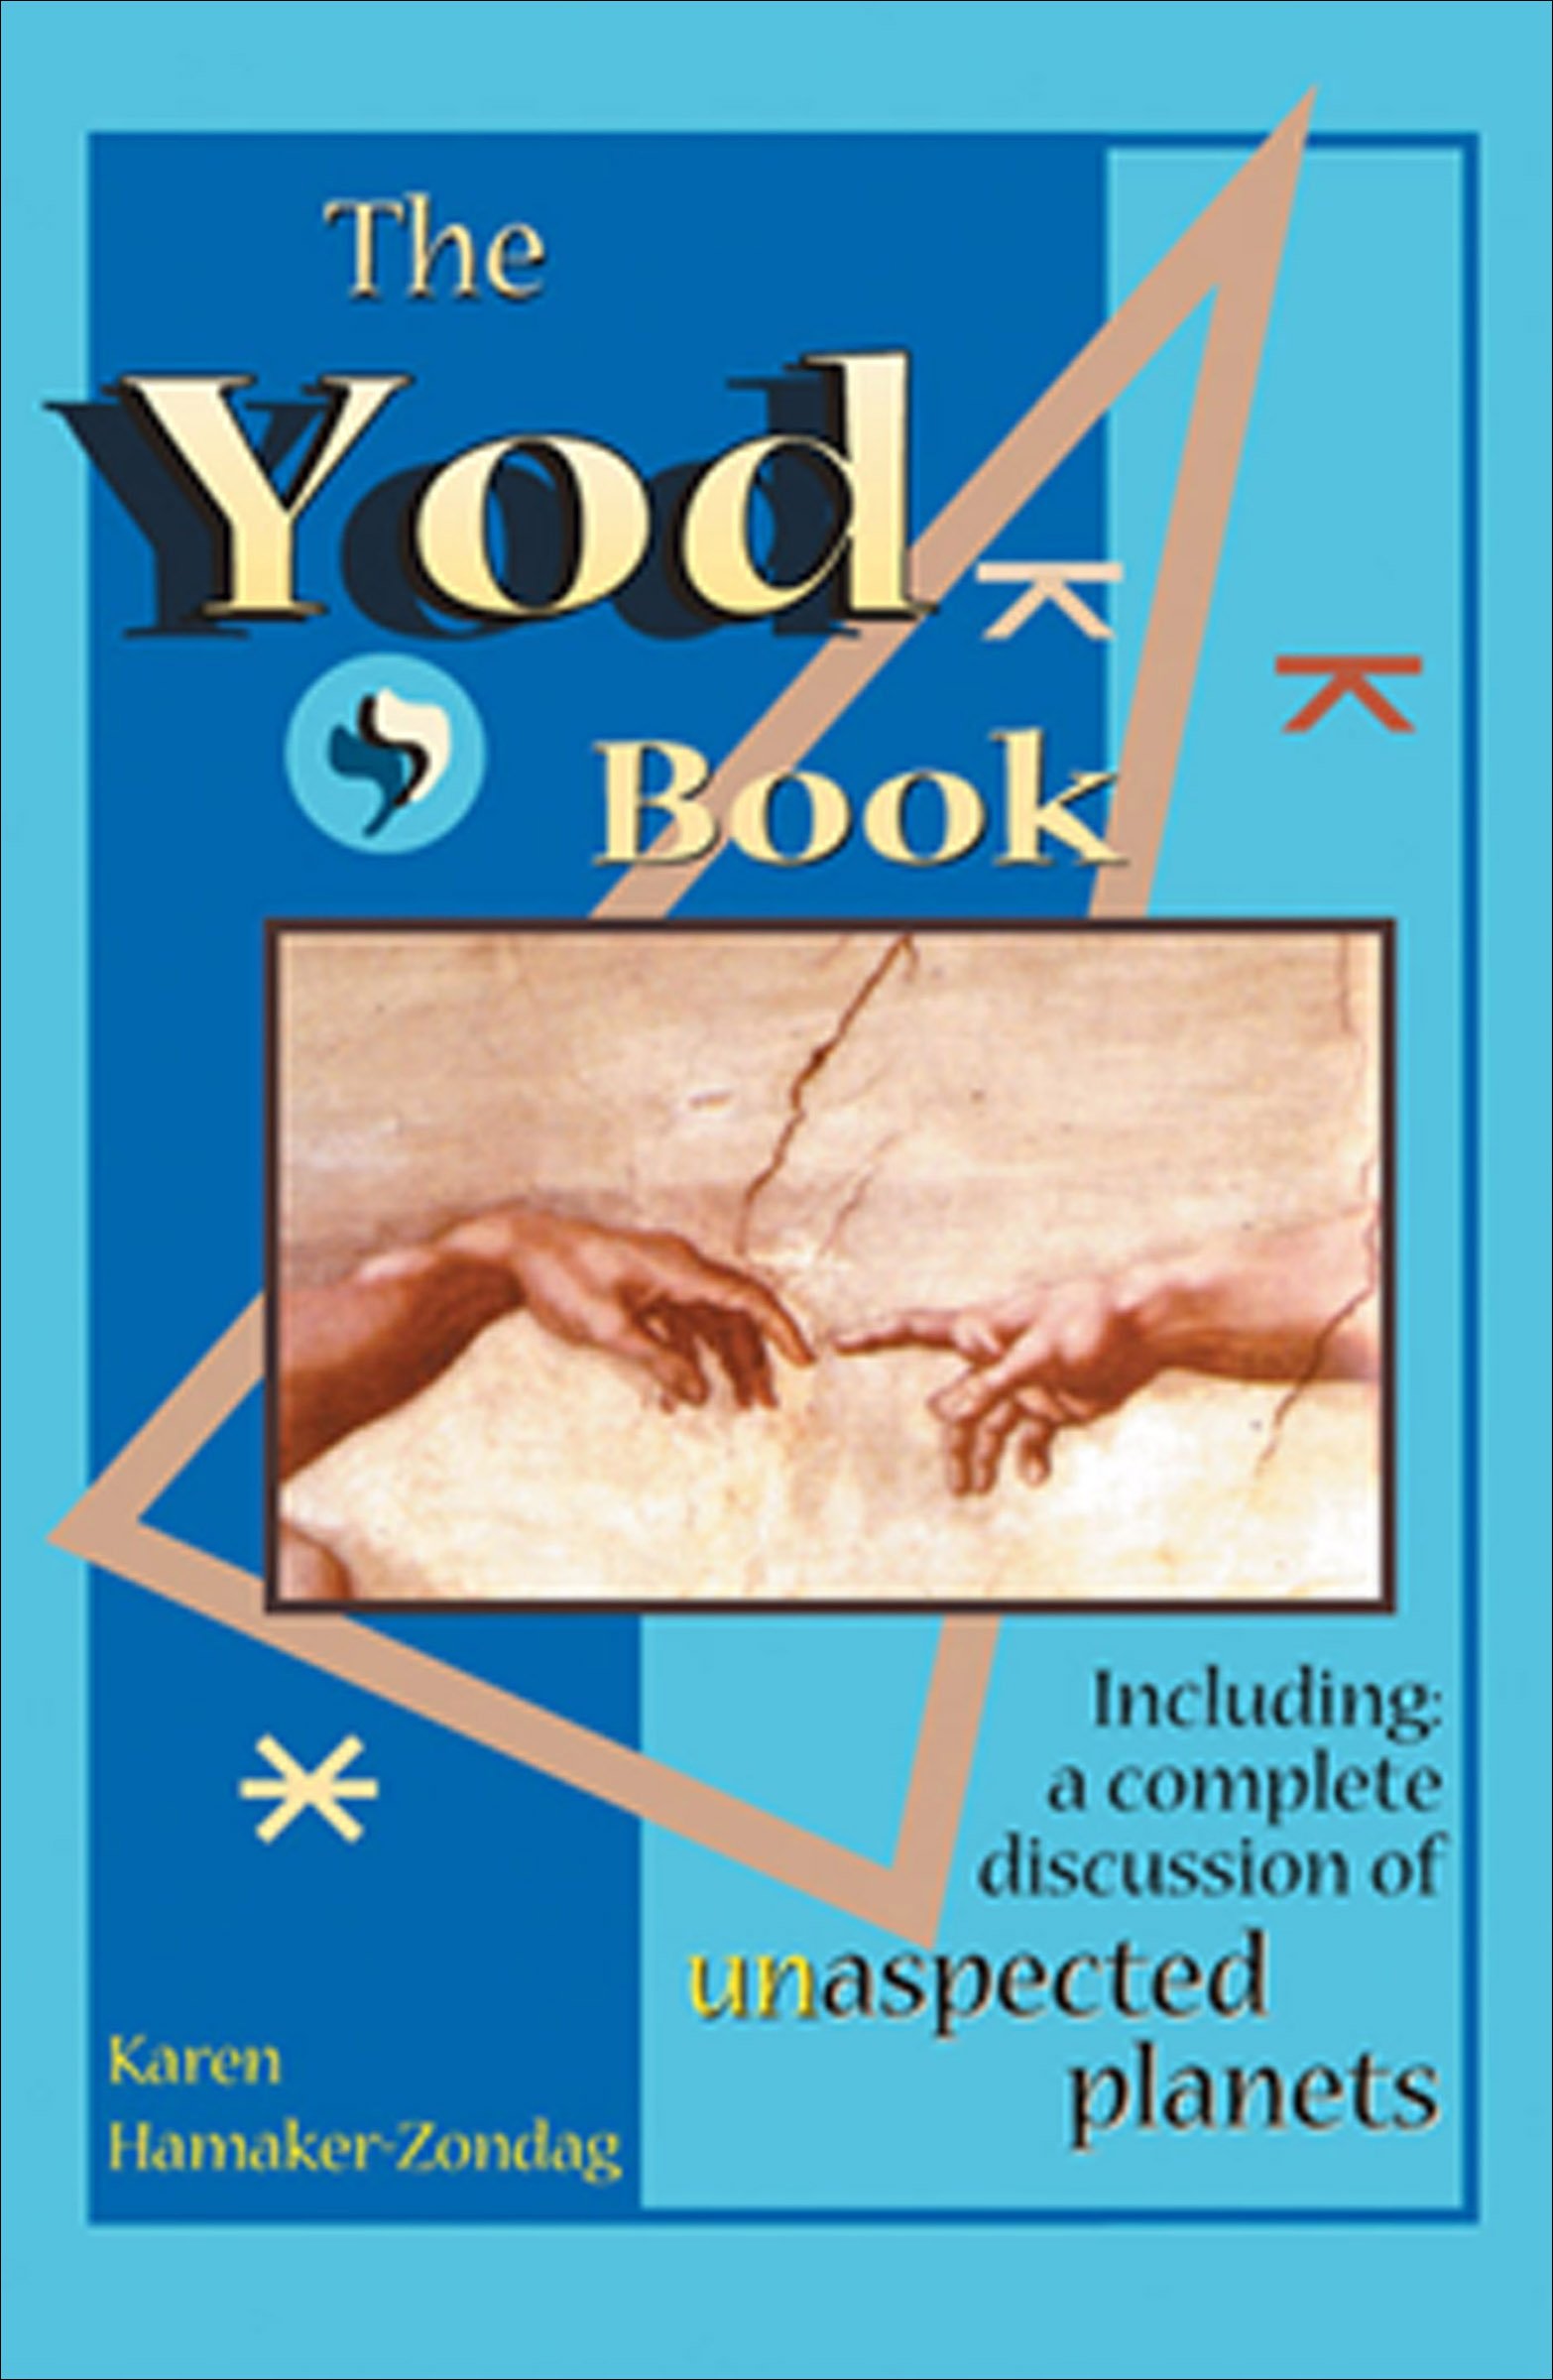 The
Yod
י
Book
Including:
a complete
discussion of
unaspected
planets
Karen
Hamaker-Zondag